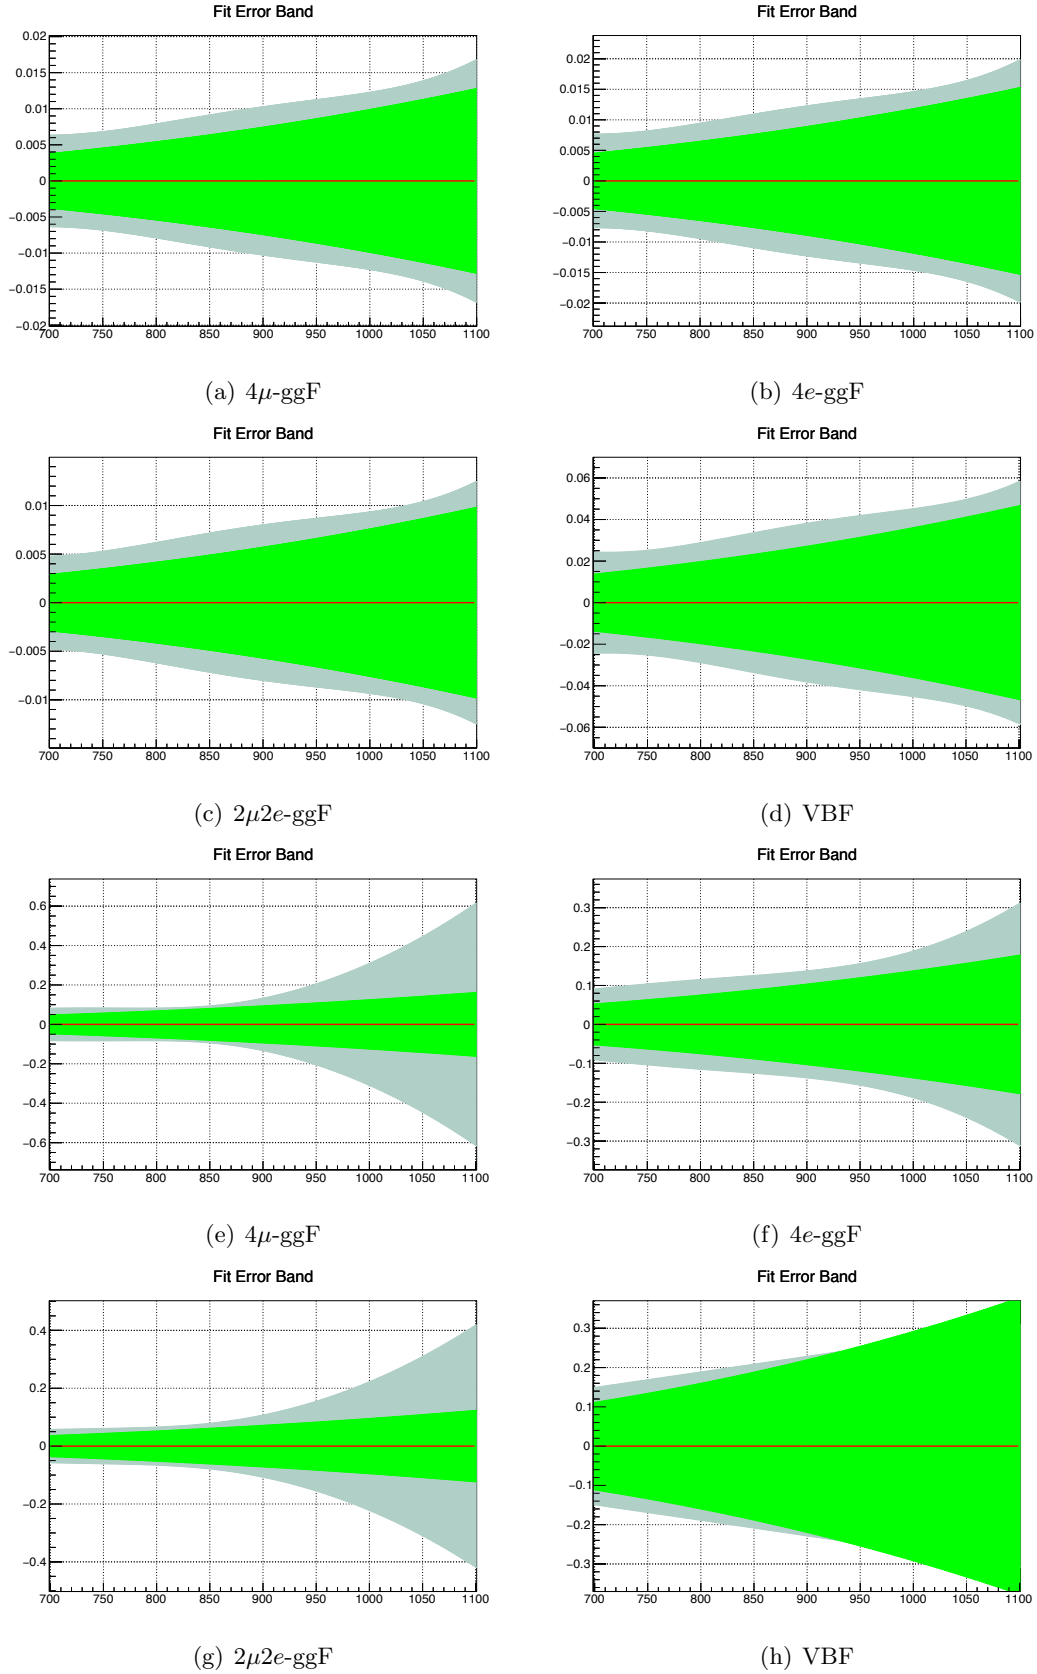 Fit Error Band
0.02
0.015
0.01
0.005
0
−0.005
−0.01
−0.015
−0.02
700 750 800 850 900 950 1000 1050 1100
(a) 4μ-ggF
Fit Error Band
0.02
0.015
0.01
0.005
0
−0.005
−0.01
−0.015
−0.02
700 750 800 850 900 950 1000 1050 1100
(b) 4e-ggF
Fit Error Band
0.01
0.005
0
−0.005
−0.01
700 750 800 850 900 950 1000 1050 1100
(c) 2μ2e-ggF
Fit Error Band
0.06
0.04
0.02
0
−0.02
−0.04
−0.06
700 750 800 850 900 950 1000 1050 1100
(d) VBF
Fit Error Band
0.6
0.4
0.2
0
−0.2
−0.4
−0.6
700 750 800 850 900 950 1000 1050 1100
(e) 4μ-ggF
Fit Error Band
0.3
0.2
0.1
0
−0.1
−0.2
−0.3
700 750 800 850 900 950 1000 1050 1100
(f) 4e-ggF
Fit Error Band
0.4
0.2
0
−0.2
−0.4
700 750 800 850 900 950 1000 1050 1100
(g) 2μ2e-ggF
Fit Error Band
0.3
0.2
0.1
0
−0.1
−0.2
−0.3
700 750 800 850 900 950 1000 1050 1100
(h) VBF